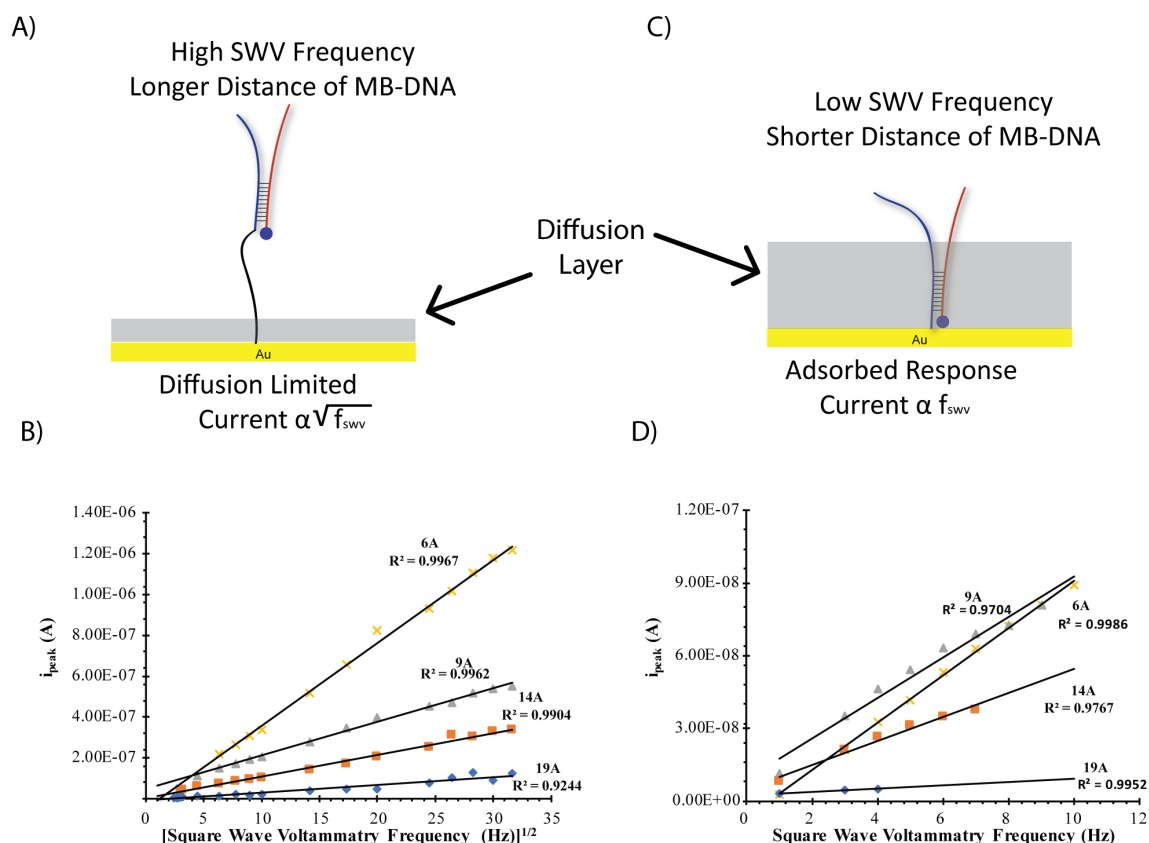 A)
High SWV Frequency
Longer Distance of MB-DNA
Au
Diffusion Limited
Current α√fswv
Diffusion
Layer
C)
Low SWV Frequency
Shorter Distance of MB-DNA
Au
Adsorbed Response
Current α fswv
B)
1.40E-06
1.20E-06
1.00E-06
8.00E-07
6.00E-07
4.00E-07
2.00E-07
ipeak (A)
6A
R² = 0.9967
9A
R² = 0.9962
14A
R² = 0.9904
19A
R² = 0.9244
0 5 10 15 20 25 30 35
[Square Wave Voltammatry Frequency (Hz)]1/2
D)
1.20E-07
9.00E-08
6.00E-08
3.00E-08
0.00E+00
ipeak (A)
9A
R² = 0.9704
6A
R² = 0.9986
14A
R² = 0.9767
19A
R² = 0.9952
0 2 4 6 8 10 12
Square Wave Voltammetry Frequency (Hz)